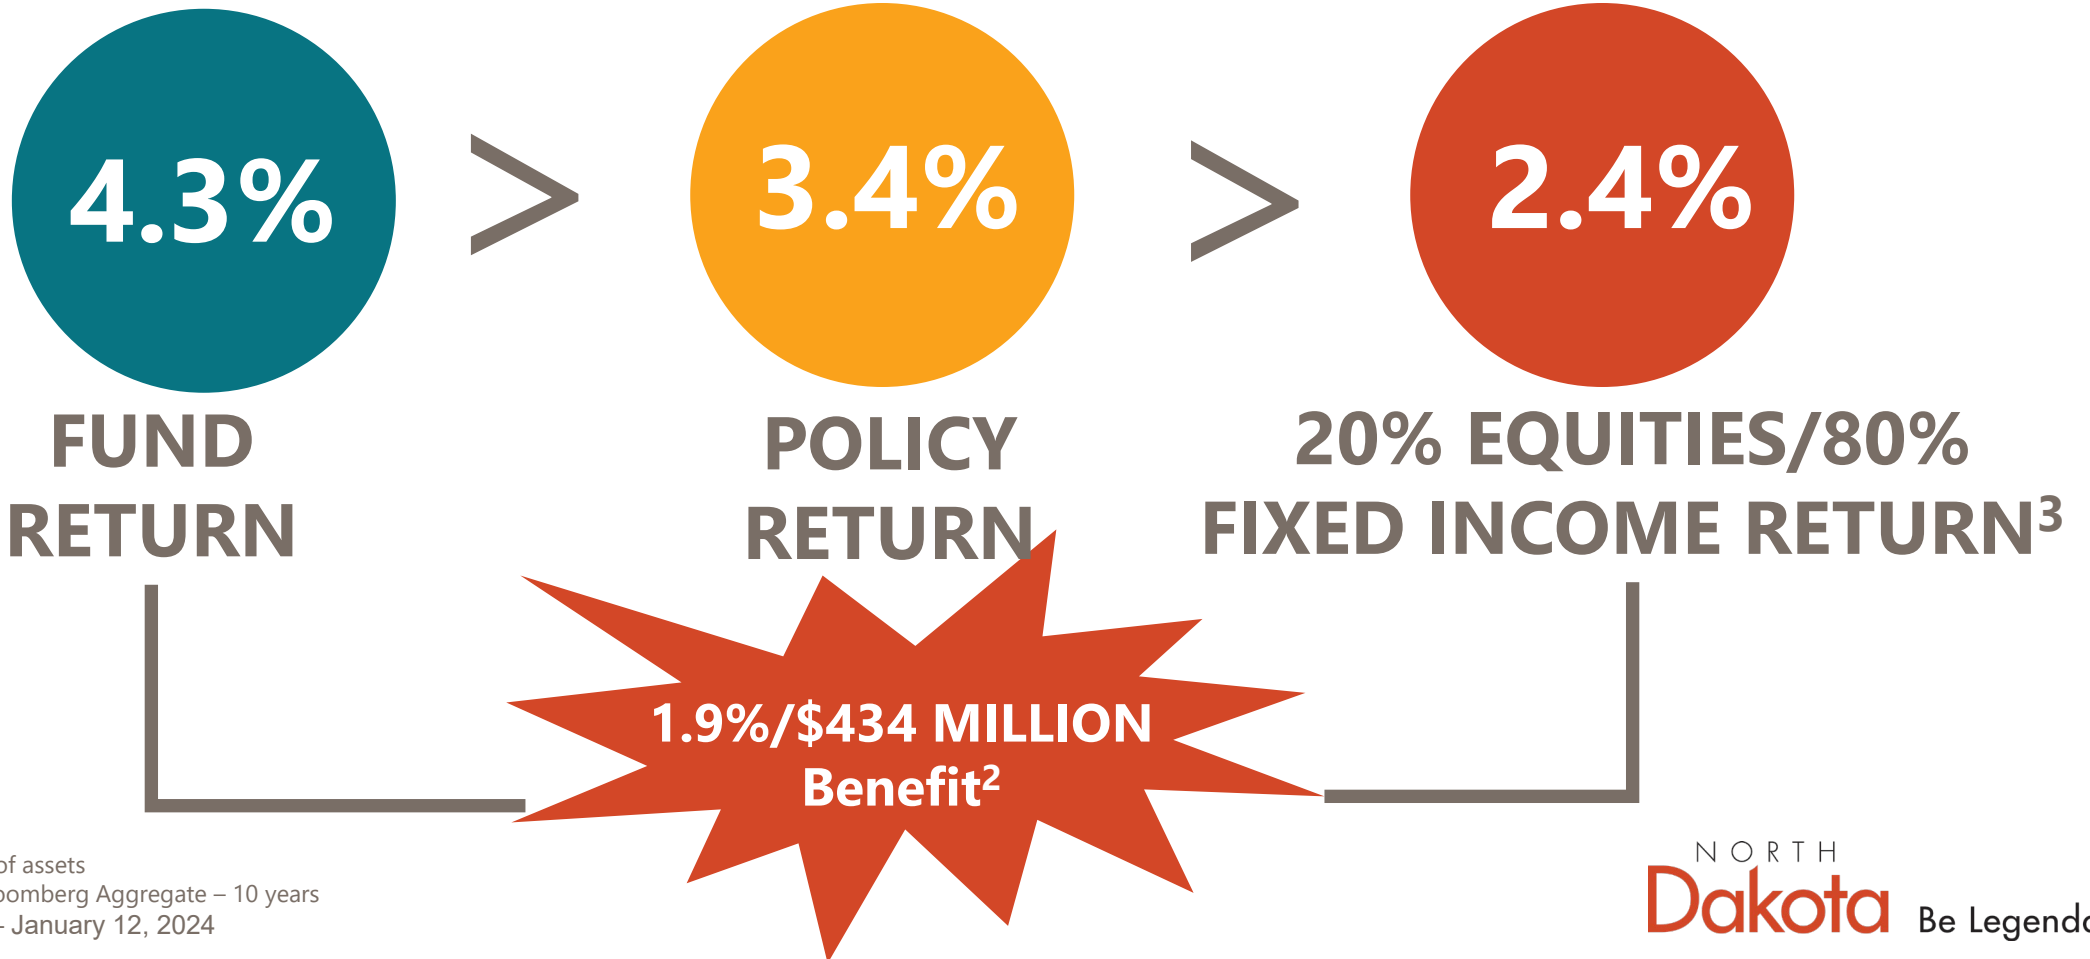 4.3%
>
3.4%
>
2.4%
FUND
RETURN
POLICY
RETURN
20% EQUITIES/80%
FIXED INCOME RETURN³
1.9%/$434 MILLION
Benefit²
of assets
Aggregate – 10 years
- January 12, 2024
NORTH
Dakota
Be